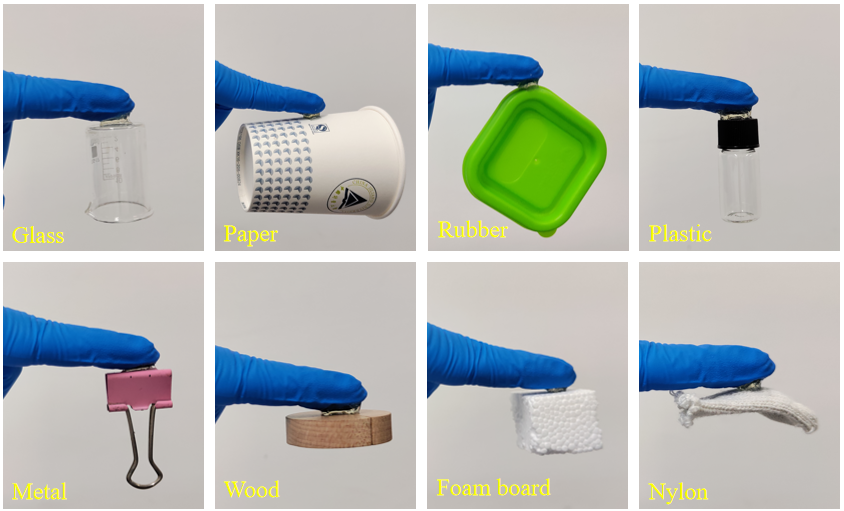 Glass
Paper
Rubber
Plastic
Metal
Wood
Foam board
Nylon